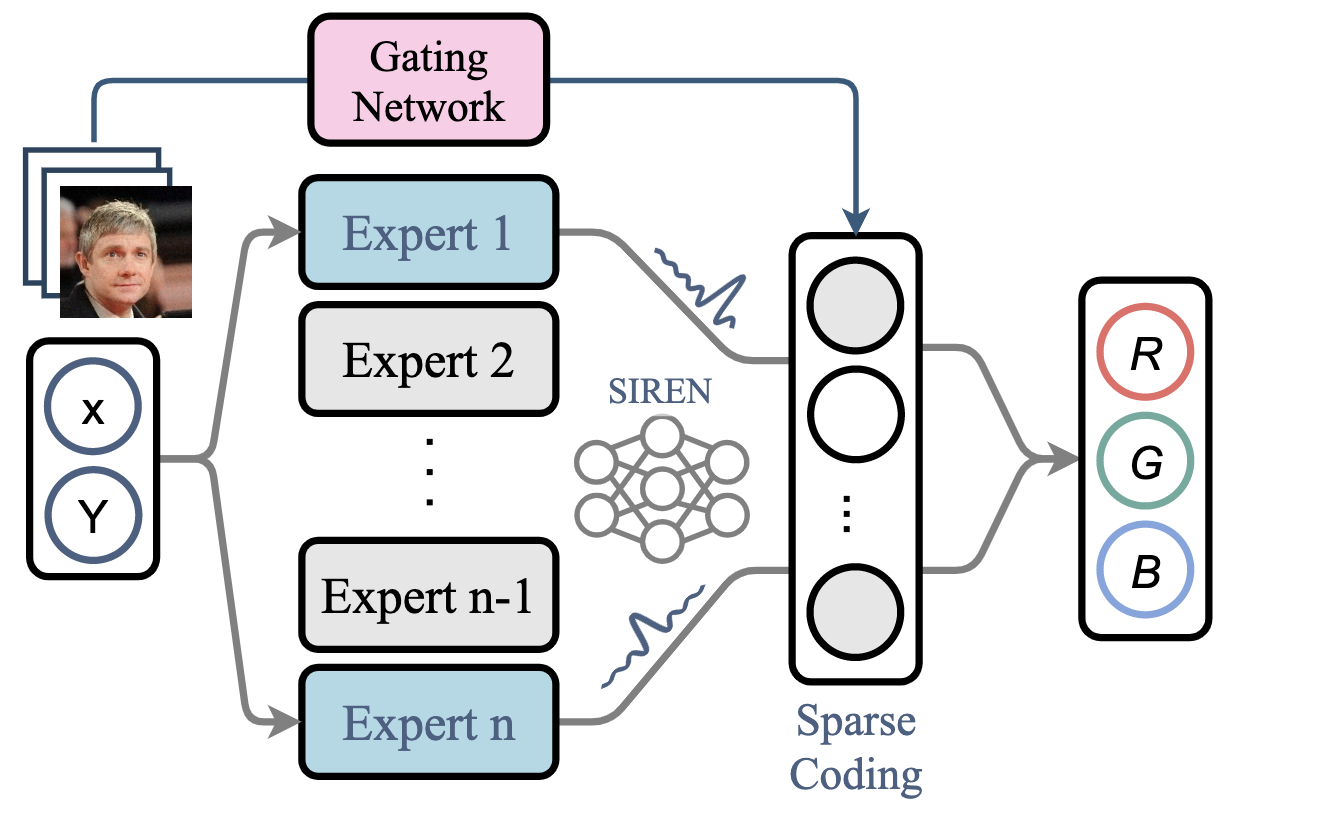 Gating
Network
Expert 1
Expert 2
SIREN
Expert n-1
Expert n
x
Y
Sparse
Coding
R
G
B